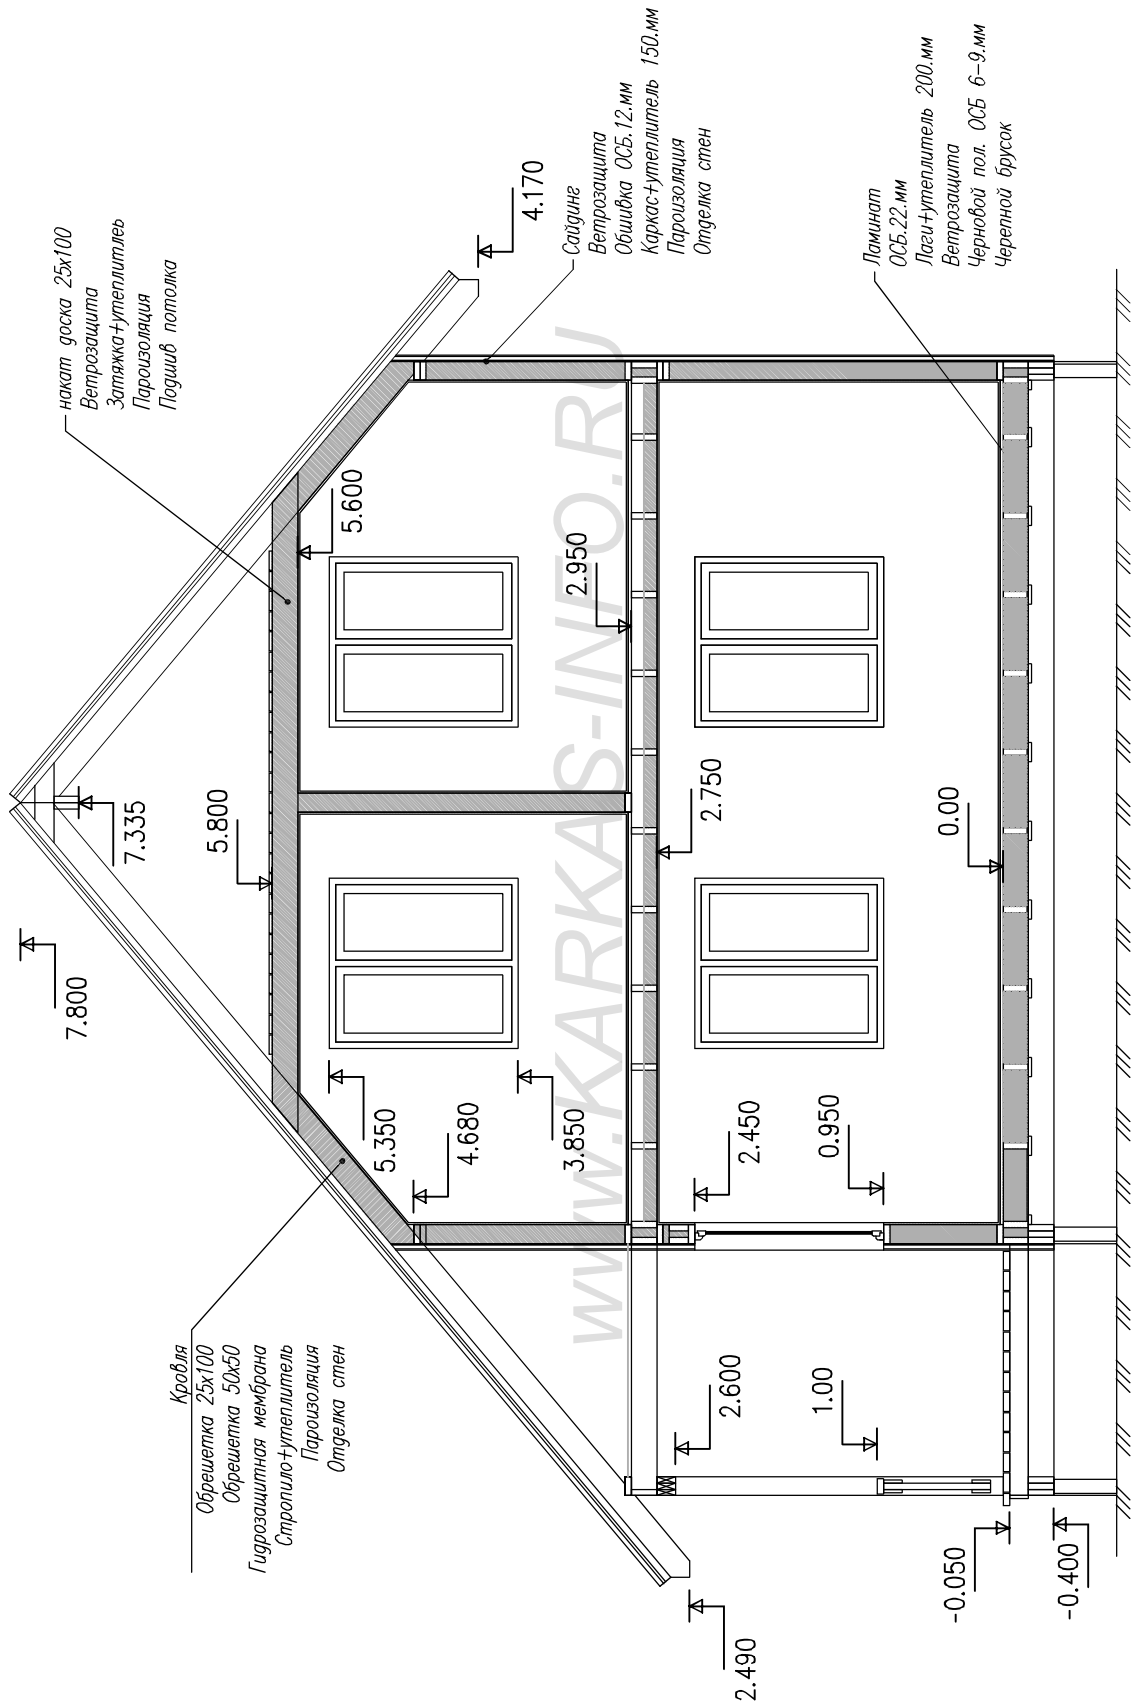 накат доска 25х100
Ветрозащита
Затяжка+утеплитлеь
Пароизоляция
Подшив потолка
Сайдинг
Ветрозащита
Обшивка ОСБ.12.мм
Каркас+утеплитель 150.мм
Пароизоляция
Отделка стен
Ламинат
ОСБ.22.мм
Лаги+утеплитель 200.мм
Ветрозащита
Черновой пол. ОСБ 6-9.мм
Черепной брусок
Кровля
Обрешетка 25х100
Обрешетка 50х50
Гидрозащитная мембрана
Стропило+утеплитель
Пароизоляция
Отделка стен
7.800
7.335
5.800
5.600
4.170
5.350
4.680
3.850
2.950
2.750
2.450
0.950
0.00
2.600
1.00
2.490
-0.050
-0.400
www.KARKAS-INFO.RU